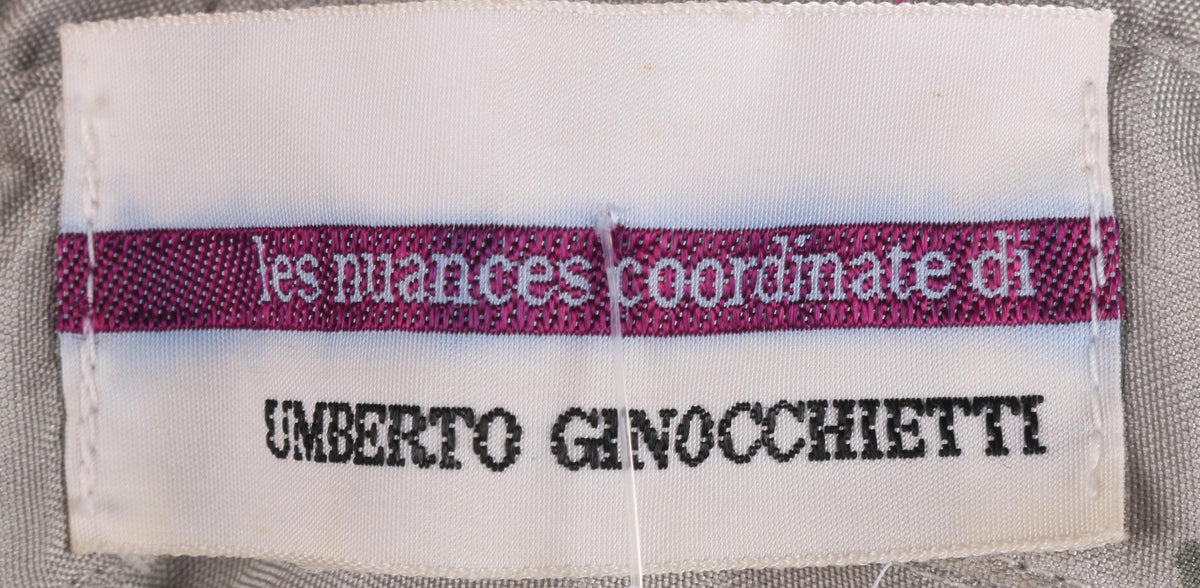 les nuances coordinate di
UMBERTO GINOCCHIETTI